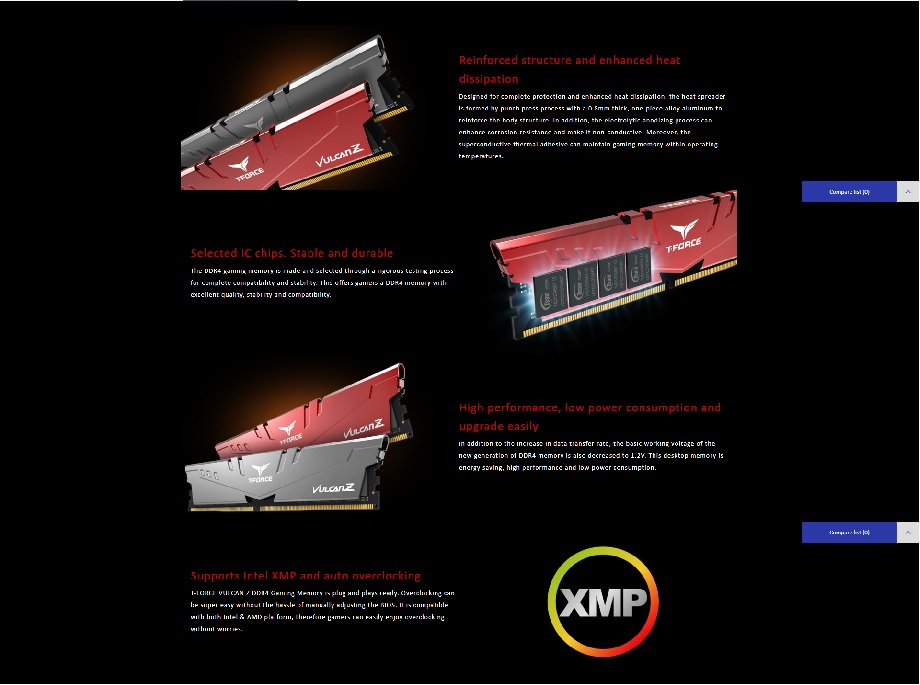 Reinforced structure and enhanced heat
dissipation
Designed for complete protection and enhanced heat dissipation, the heat spreader
is formed by punch press process with a 0.8mm thick, one-piece alloy aluminum to
reinforce the body structure. In addition, the electrolytic anodizing process can
enhance corrosion resistance and make it non-conductive. Moreover, the
superconductive thermal adhesive can maintain gaming memory within operating
temperatures.
T-FORCE
VULCAN Z
Compare list (0)
T-FORCE
Selected IC chips. Stable and durable
The DDR4 gaming memory is made and selected through a rigorous testing process
for complete compatibility and stability. This offers gamers a DDR4 memory with
excellent quality, stability and compatibility.
T-FORCE
VULCAN Z
T-FORCE
VULCAN Z
High performance, low power consumption and
upgrade easily
In addition to the increase in data transfer rate, the basic working voltage of the
new generation of DDR4 memory is also decreased to 1.2V. This desktop memory is
energy saving, high performance and low power consumption.
Compare list (0)
Supports Intel XMP and auto overclocking
T-FORCE VULCAN Z DDR4 Gaming Memory is plug and plays ready. Overclocking can
be super easy without the hassle of manually adjusting the BIOS. It is compatible
with both Intel & AMD platform, therefore gamers can easily enjoy overclocking
without worries.
XMP